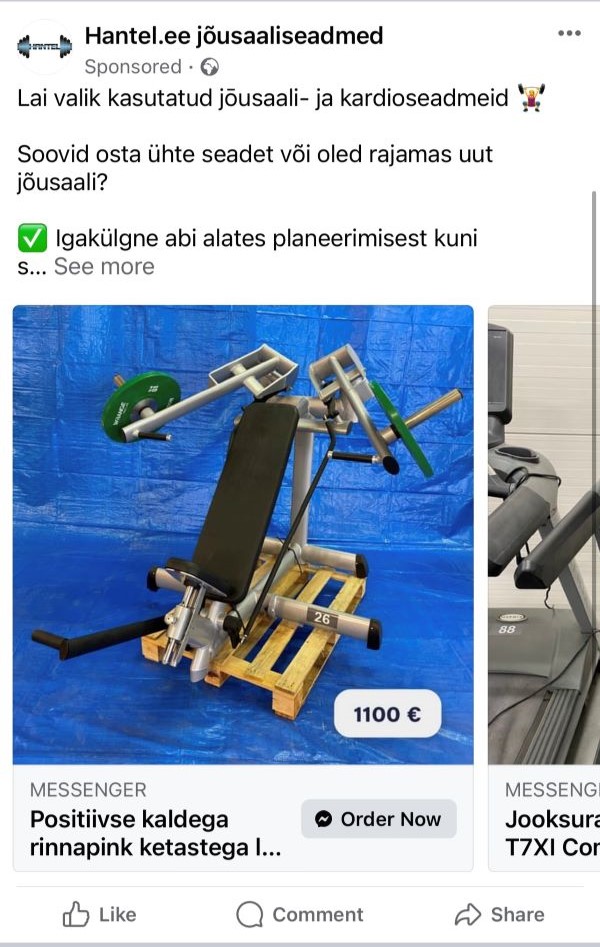 HANTEL
Hantel.ee jõusaaliseadmed
Sponsored ·
Lai valik kasutatud jõusaali- ja kardioseadmeid
Soovid osta ühte seadet või oled rajamas uut
jõusaali?
Igakülgne abi alates planeerimisest kuni
s... See more
26
88
1100 €
MESSENGER
Positiivse kaldega
rinnapink ketastega l...
Order Now
MESSENG
Jooksura
T7XI Cor
Like
Comment
Share